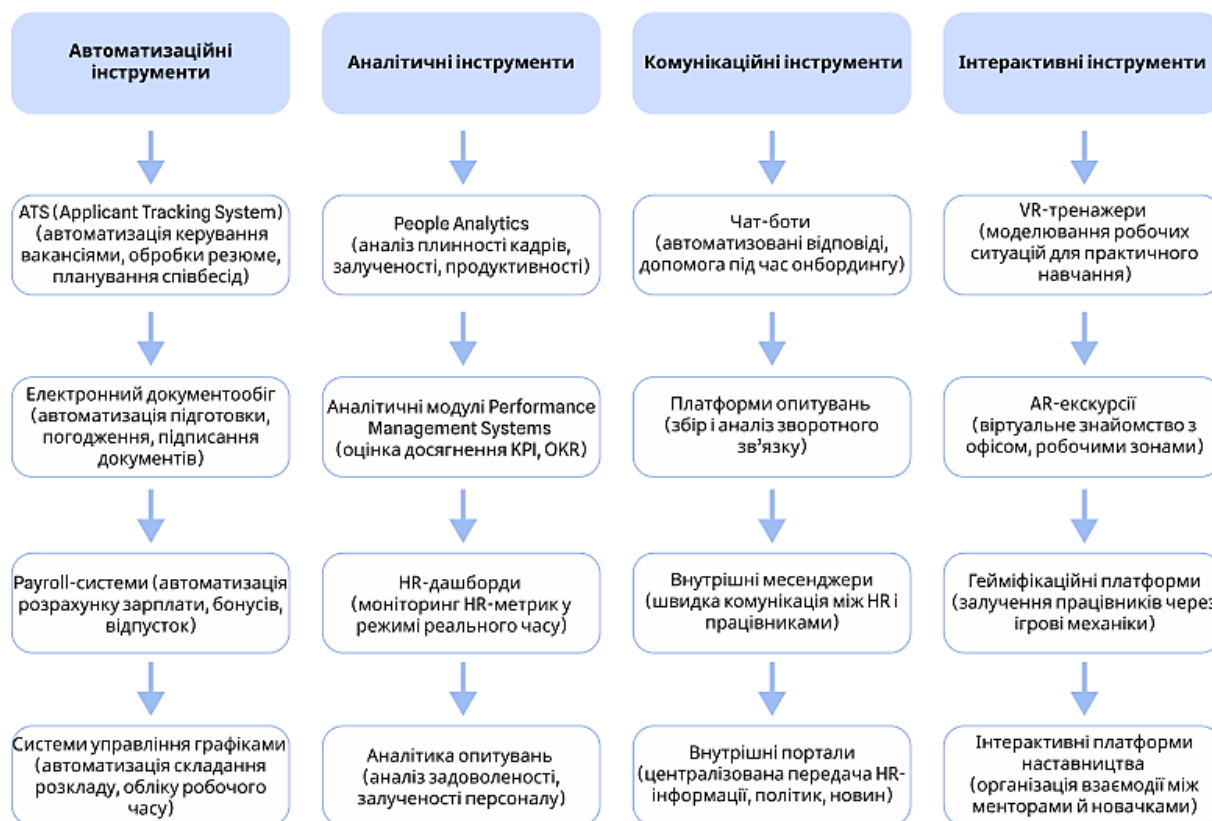 Автоматизаційні
інструменти
Аналітичні інструменти
Комунікаційні інструменти
Інтерактивні інструменти
ATS (Applicant Tracking System)
(автоматизація керування
вакансіями, обробки резюме,
планування співбесід)
People Analytics
(аналіз плинності кадрів,
залученості, продуктивності)
Чат-боти
(автоматизовані відповіді,
допомога під час онбордингу)
VR-тренажери
(моделювання робочих
ситуацій для практичного
навчання)
Електронний документообіг
(автоматизація підготовки,
погодження, підписання
документів)
Аналітичні модулі Performance
Management Systems
(оцінка досягнення KPI, OKR)
Платформи опитувань
(збір і аналіз зворотного
зв’язку)
AR-екскурсії
(віртуальне знайомство з
офісом, робочими зонами)
Payroll-системи (автоматизація
розрахунку зарплати, бонусів,
відпусток)
HR-дашборди
(моніторинг HR-метрик у
режимі реального часу)
Внутрішні месенджери
(швидка комунікація між HR і
працівниками)
Гейміфікаційні платформи
(залучення працівників через
ігрові механіки)
Системи управління графіками
(автоматизація складання
розкладу, обліку робочого
часу)
Аналітика опитувань
(аналіз задоволеності,
залученості персоналу)
Внутрішні портали
(централізована передача HR-
інформації, політик, новин)
Інтерактивні платформи
наставництва
(організація взаємодії між
менторами й новачками)